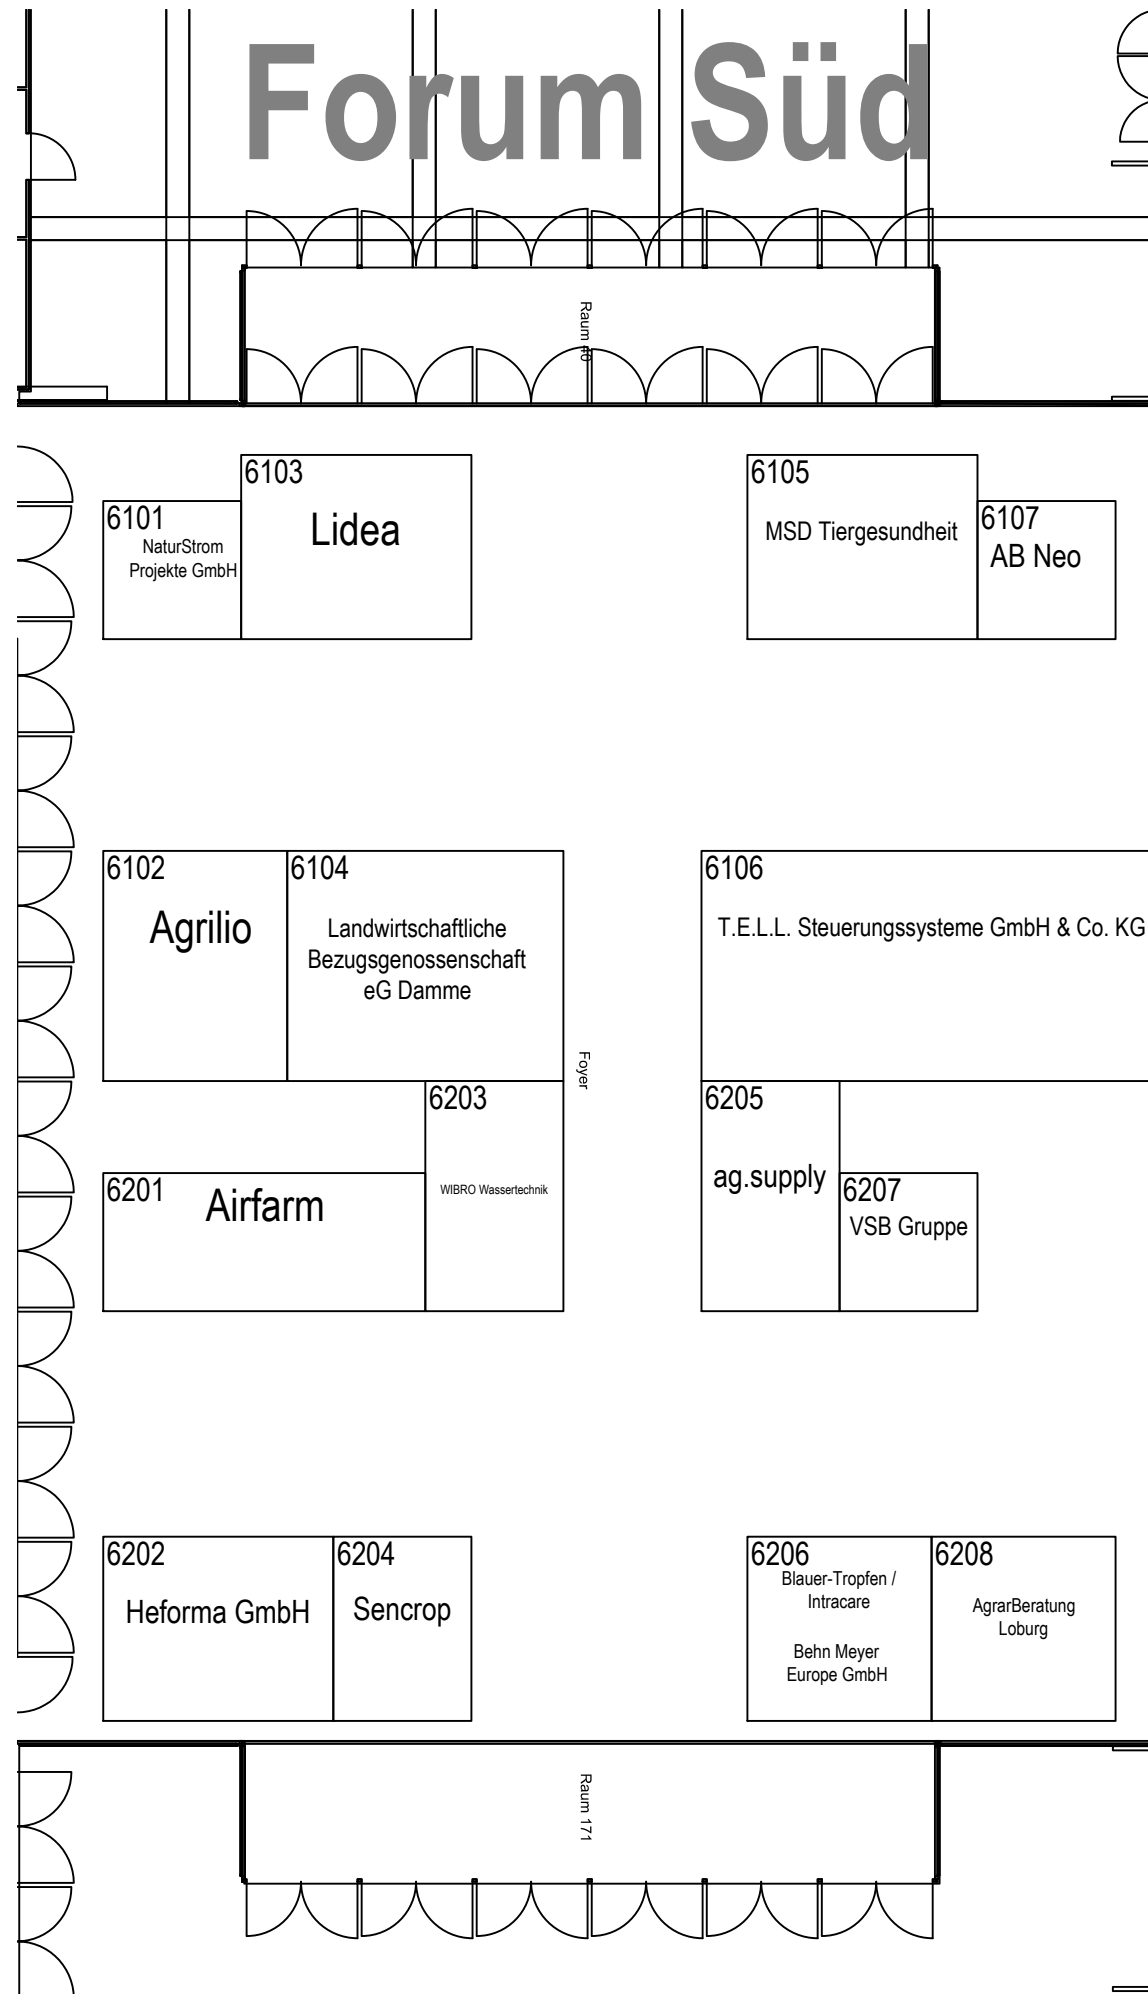 Forum Süd
Raum 40
6103
Lidea
6101
NaturStrom
Projekte GmbH
6105
MSD Tiergesundheit
6107
AB Neo
6102
Agrilio
6104
Landwirtschaftliche
Bezugsgenossenschaft
eG Damme
6106
T.E.L.L. Steuerungssysteme GmbH & Co. KG
Foyer
6203
WIBRO Wassertechnik
6201
Airfarm
6205
ag.supply
6207
VSB Gruppe
6202
Heforma GmbH
6204
Sencrop
6206
Blauer-Tropfen /
Intracare
Behn Meyer
Europe GmbH
6208
AgrarBeratung
Loburg
Raum 171